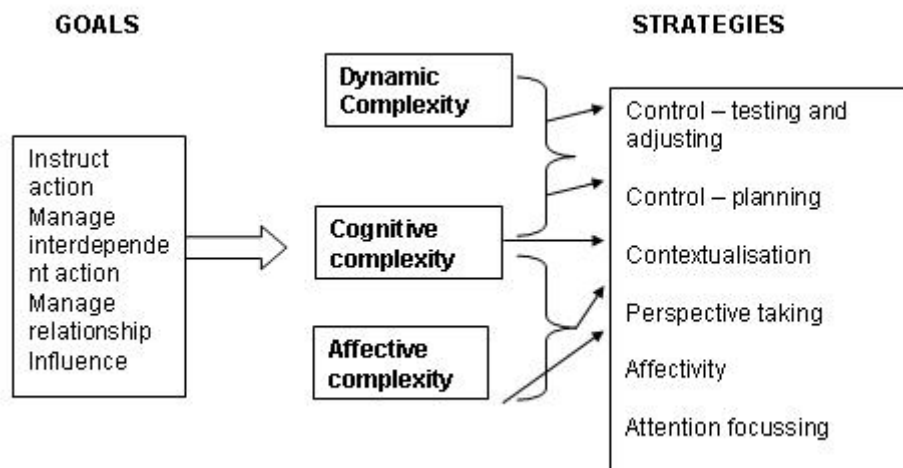 GOALS
STRATEGIES
Instruct
action
Manage
interdepende
nt action
Manage
relationship
Influence
Dynamic
Complexity
Cognitive
complexity
Affective
complexity
Control – testing and
adjusting
Control – planning
Contextualisation
Perspective taking
Affectivity
Attention focussing